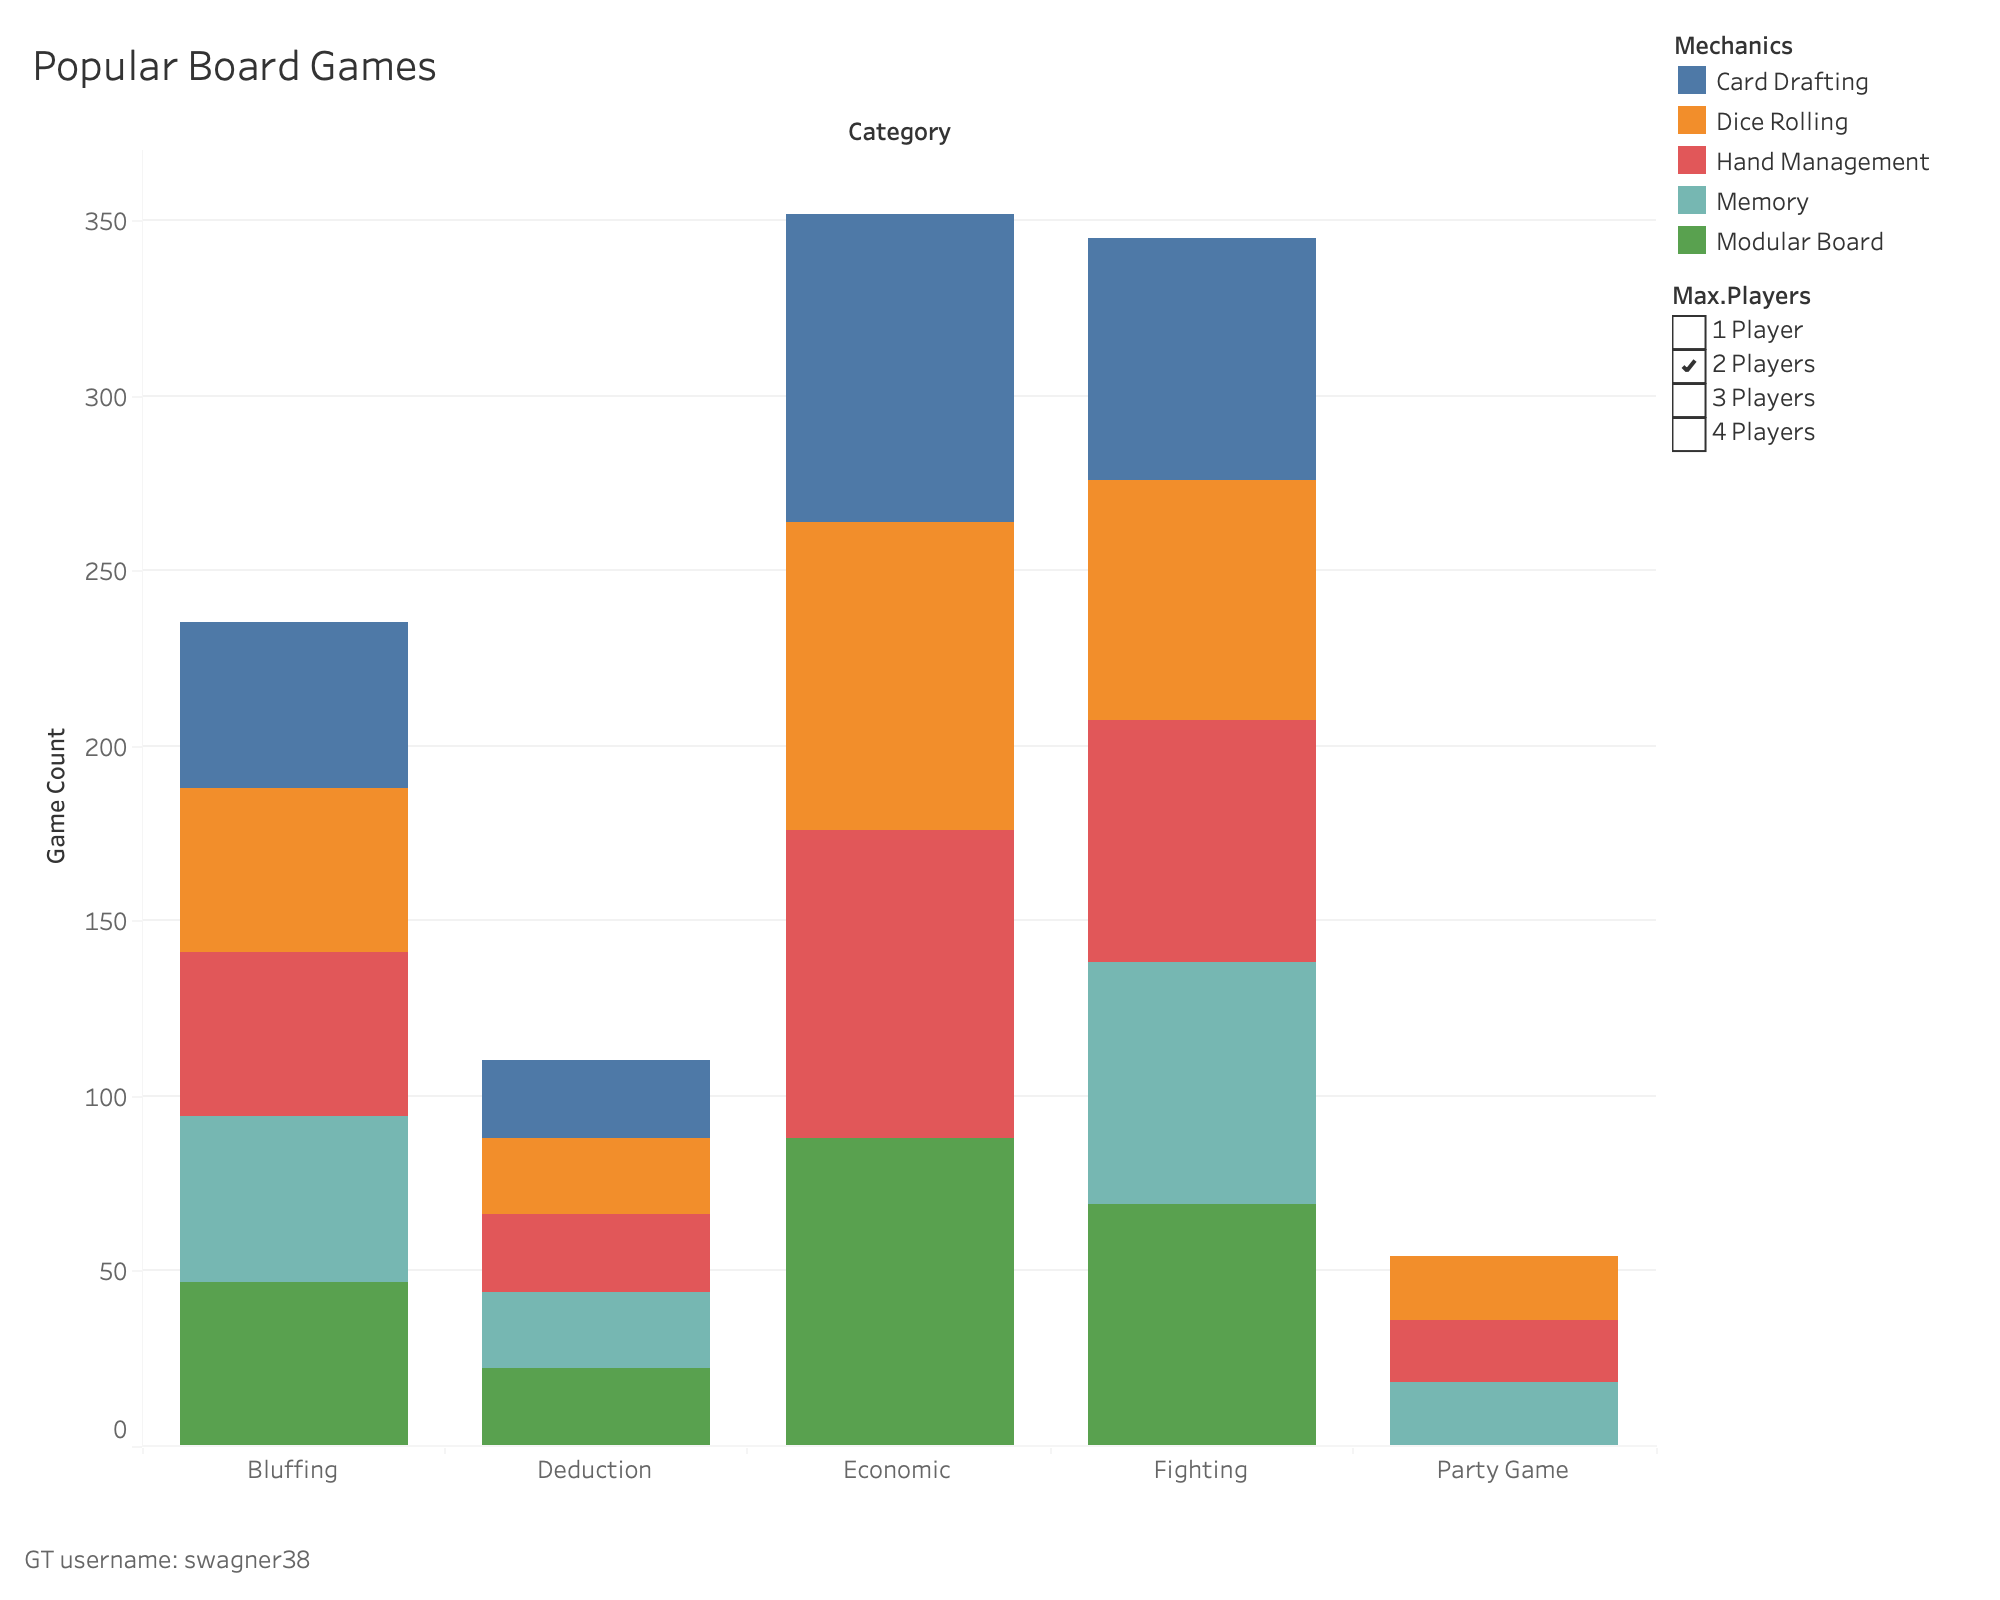 Popular Board Games
Category
Game Count
350
300
250
200
150
100
50
0
Bluffing
Deduction
Economic
Fighting
Party Game
Mechanics
Card Drafting
Dice Rolling
Hand Management
Memory
Modular Board
Max.Players
1 Player
2 Players
3 Players
4 Players
GT username: swagner38